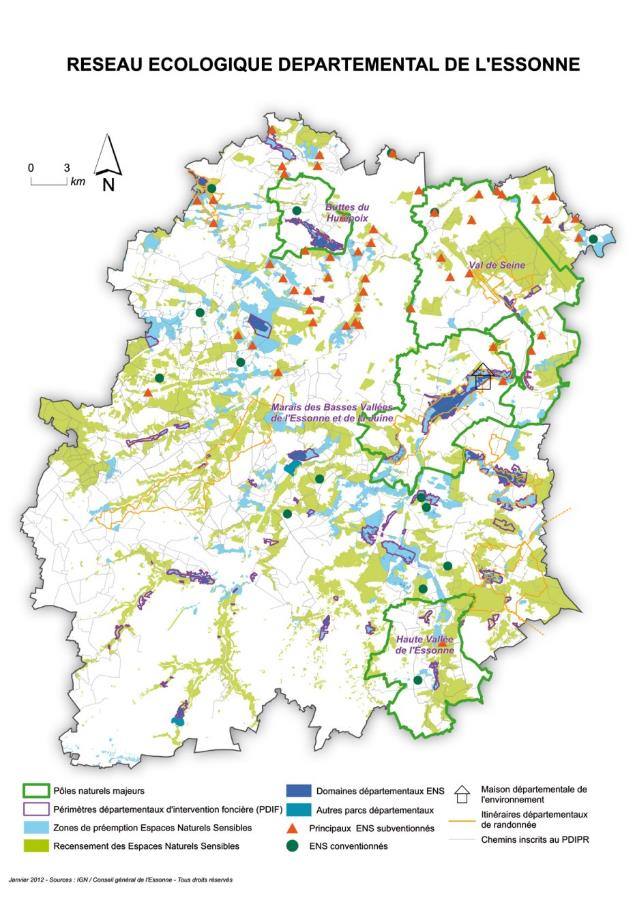 RESEAU ECOLOGIQUE DEPARTEMENTAL DE L'ESSONNE
0 3
km
N
Buttes du
Hurepoix
Val de Seine
Marais des Basses Vallées
de l'Essonne et de la Juine
Haute Vallée
de l'Essonne
Pôles naturels majeurs
Périmètres départementaux d'intervention foncière (PDIF)
Zones de préemption Espaces Naturels Sensibles
Recensement des Espaces Naturels Sensibles
Domaines départementaux ENS
Autres parcs départementaux
Principaux ENS subventionnés
ENS conventionnés
Maison départementale de
l'environnement
Itinéraires départementaux
de randonnée
Chemins inscrits au PDIPR
Janvier 2012 - Sources : IGN / Conseil général de l'Essonne - Tous droits réservés